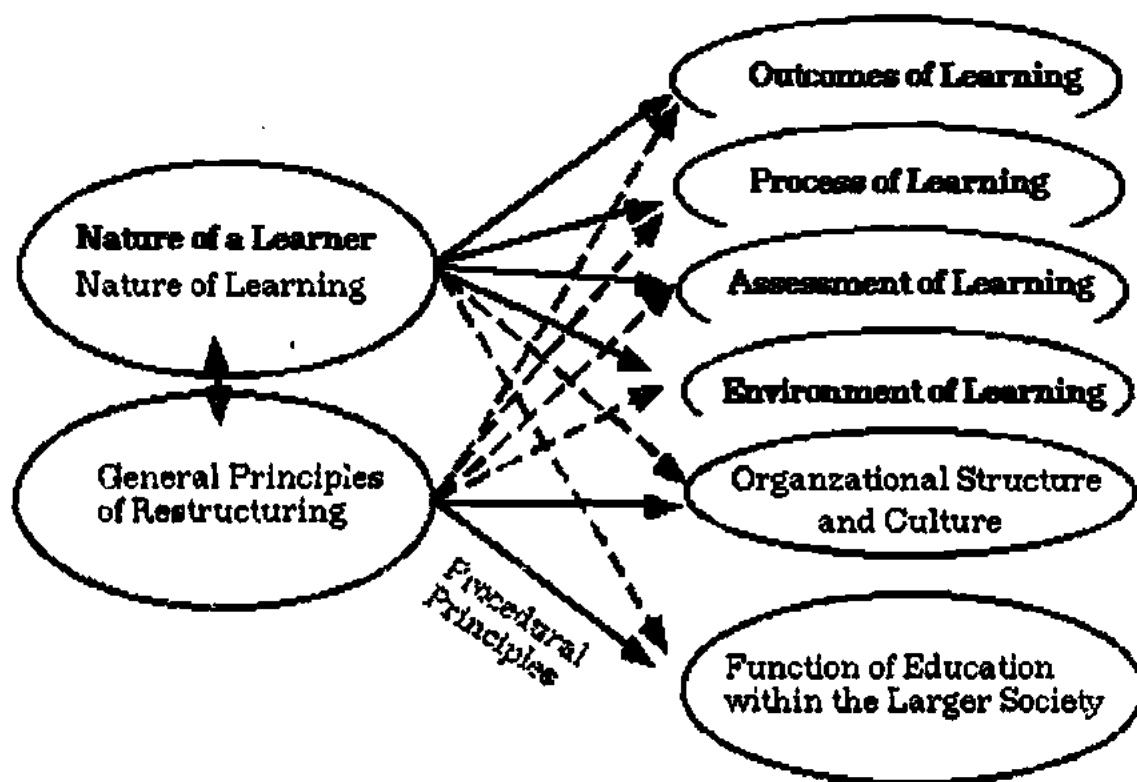 Outcomes of Learning
Process of Learning
Nature of a Learner
Nature of Learning
Assessment of Learning
Environment of Learning
General Principles
of Restructuring
Organzational Structure
and Culture
Procedural
Principles
Function of Education
within the Larger Society